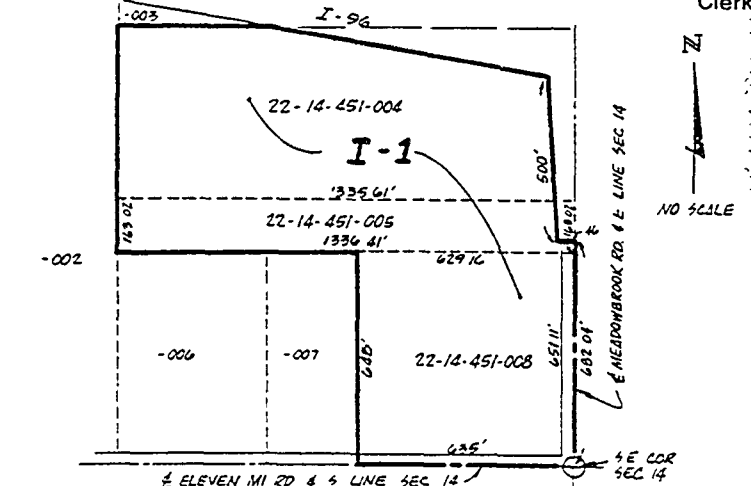 Clerk
-003
I-96
N
22-14-451-004
I-1
500'
1335.61'
163.02
22-14-451-005
1336.41'
629.16
NO SCALE
-002
℄ MEADOWBROOK RD. & E LINE SEC 14
-006
-007
648'
22-14-451-008
651.11'
682.04'
635'
SE COR
SEC 14
℄ ELEVEN MI RD & S LINE SEC 14